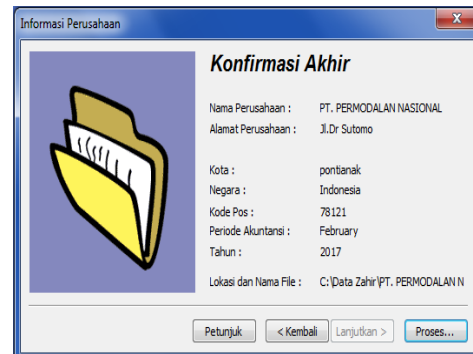 Informasi Perusahaan
Konfirmasi Akhir
Nama Perusahaan : PT. PERMODALAN NASIONAL
Alamat Perusahaan : Jl.Dr Sutomo
Kota : pontianak
Negara : Indonesia
Kode Pos : 78121
Periode Akuntansi : February
Tahun : 2017
Lokasi dan Nama File : C:\Data Zahir\PT. PERMODALAN N
Petunjuk < Kembali Lanjutkan > Proses...